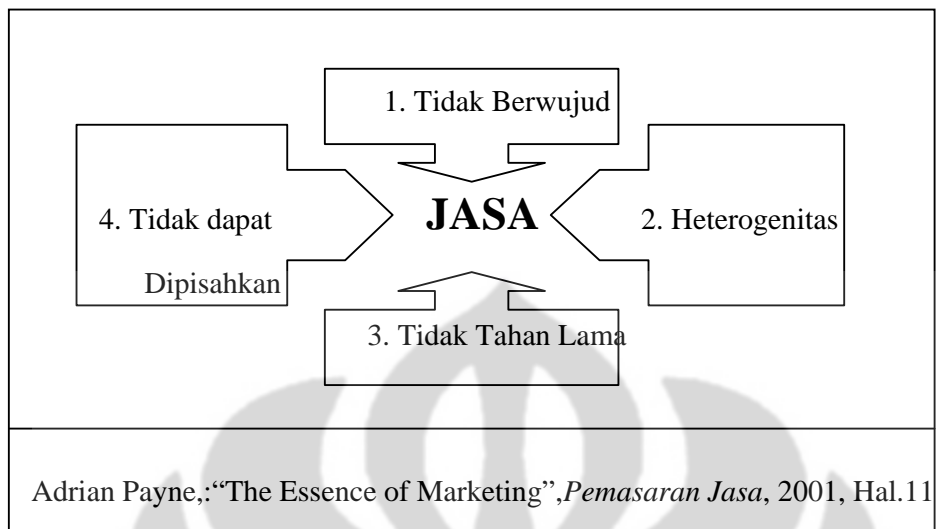 1. Tidak Berwujud
4. Tidak dapat
Dipisahkan
JASA
2. Heterogenitas
3. Tidak Tahan Lama
Adrian Payne,:“The Essence of Marketing”,Pemasaran Jasa, 2001, Hal.11